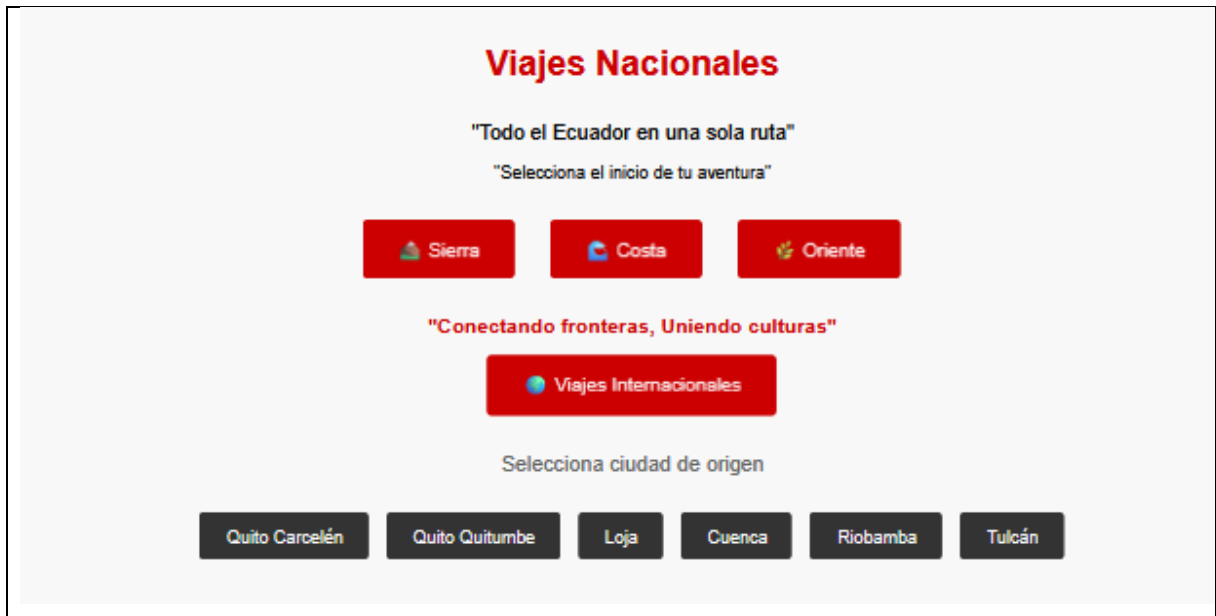 Viajes Nacionales
"Todo el Ecuador en una sola ruta"
"Selecciona el inicio de tu aventura"
Sierra Costa Oriente
"Conectando fronteras, Uniendo culturas"
Viajes Internacionales
Selecciona ciudad de origen
Quito Carcelén Quito Quitumbe Loja Cuenca Riobamba Tulcán